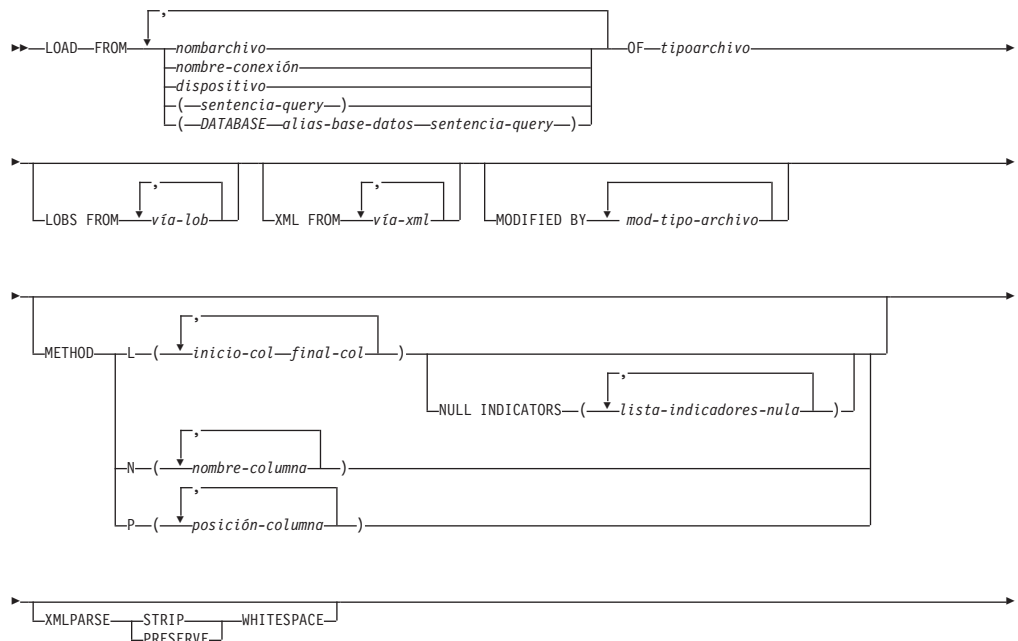 ,
LOAD FROM nombarchivo OF tipoarchivo
nombre-conexión
dispositivo
( sentencia-query )
( DATABASE alias-base-datos sentencia-query )
, ,
LOBS FROM vía-lob XML FROM vía-xml MODIFIED BY mod-tipo-archivo
,
METHOD L ( inicio-col final-col )
,
NULL INDICATORS ( lista-indicadores-nula )
,
N ( nombre-columna )
,
P ( posición-columna )
XMLPARSE STRIP WHITESPACE
PRESERVE